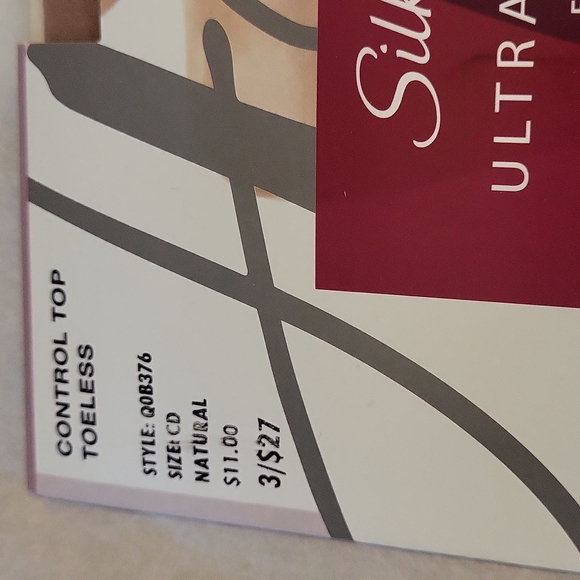 Silk
ULTRA
CONTROL TOP
TOELESS
STYLE: Q0B376
SIZE: CD
NATURAL
$11.00
3/$27